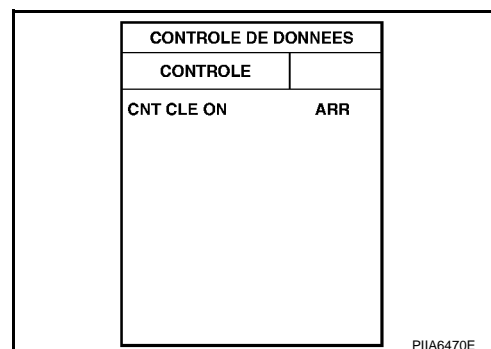 CONTROLE DE DONNEES
CONTROLE
CNT CLE ON ARR
PIIA6470E